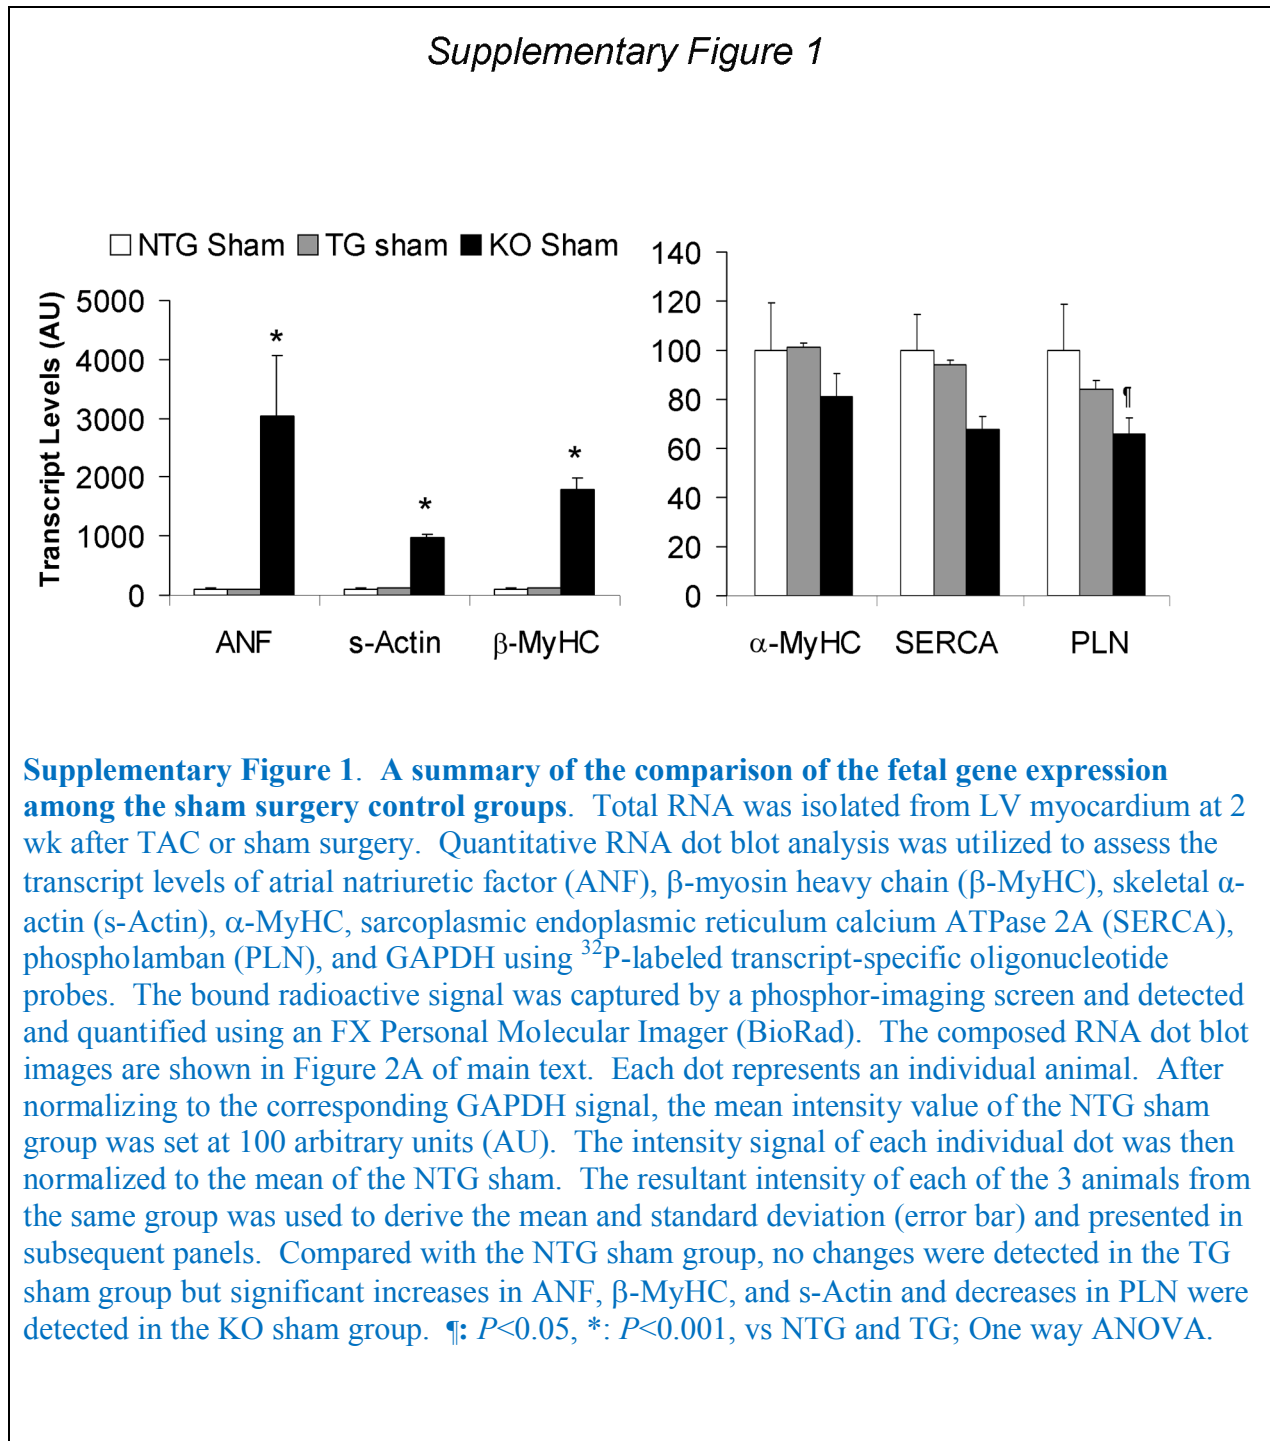 Supplementary Figure 1
NTG Sham TG sham KO Sham
Transcript Levels (AU)
5000
4000
3000
2000
1000
0
*
*
*
ANF s-Actin β-MyHC
140
120
100
80
60
40
20
0
¶
α-MyHC SERCA PLN
Supplementary Figure 1. A summary of the comparison of the fetal gene expression
among the sham surgery control groups. Total RNA was isolated from LV myocardium at 2
wk after TAC or sham surgery. Quantitative RNA dot blot analysis was utilized to assess the
transcript levels of atrial natriuretic factor (ANF), β-myosin heavy chain (β-MyHC), skeletal α-
actin (s-Actin), α-MyHC, sarcoplasmic endoplasmic reticulum calcium ATPase 2A (SERCA),
phospholamban (PLN), and GAPDH using ³²P-labeled transcript-specific oligonucleotide
probes. The bound radioactive signal was captured by a phosphor-imaging screen and detected
and quantified using an FX Personal Molecular Imager (BioRad). The composed RNA dot blot
images are shown in Figure 2A of main text. Each dot represents an individual animal. After
normalizing to the corresponding GAPDH signal, the mean intensity value of the NTG sham
group was set at 100 arbitrary units (AU). The intensity signal of each individual dot was then
normalized to the mean of the NTG sham. The resultant intensity of each of the 3 animals from
the same group was used to derive the mean and standard deviation (error bar) and presented in
subsequent panels. Compared with the NTG sham group, no changes were detected in the TG
sham group but significant increases in ANF, β-MyHC, and s-Actin and decreases in PLN were
detected in the KO sham group. ¶: P<0.05, *: P<0.001, vs NTG and TG; One way ANOVA.